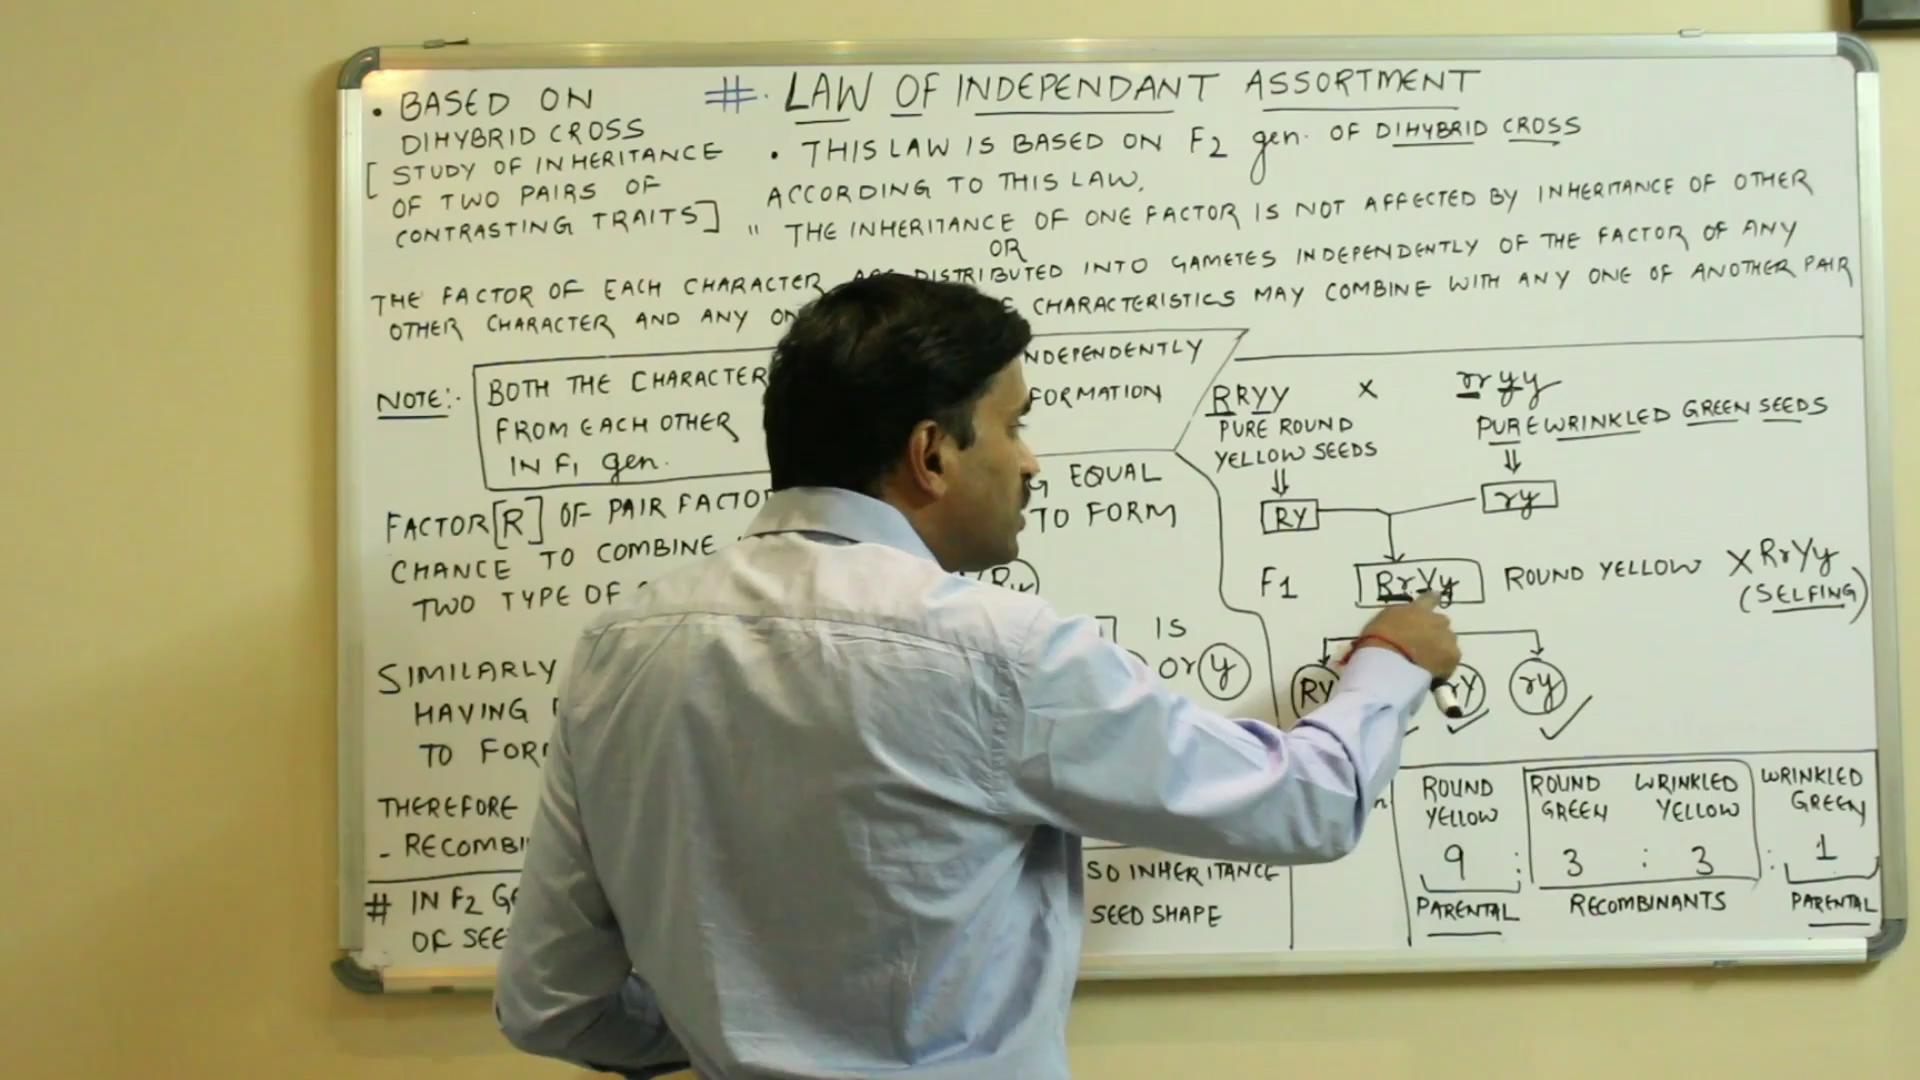 # LAW OF INDEPENDANT ASSORTMENT
• BASED ON
DIHYBRID CROSS
[ STUDY OF INHERITANCE
OF TWO PAIRS OF
CONTRASTING TRAITS ]
• THIS LAW IS BASED ON F2 gen. OF DIHYBRID CROSS
ACCORDING TO THIS LAW,
" THE INHERITANCE OF ONE FACTOR IS NOT AFFECTED BY INHERITANCE OF OTHER
OR
THE FACTOR OF EACH CHARACTER DISTRIBUTED INTO GAMETES INDEPENDENTLY OF THE FACTOR OF ANY
OTHER CHARACTER AND ANY CHARACTERISTICS MAY COMBINE WITH ANY ONE OF ANOTHER PAIR
NOTE:- BOTH THE CHARACTER NDEPENDENTLY
FROM EACH OTHER FORMATION
IN F1 gen.
FACTOR [R] OF PAIR FACTO G EQUAL
CHANCE TO COMBINE TO FORM
TWO TYPE OF
IS
SIMILARLY or y
HAVING
TO FOR
THEREFORE
- RECOMBI
# IN F2 G SO INHERITANCE
OF SEE SEED SHAPE
RRYY × rryy
PURE ROUND
YELLOW SEEDS
PURE WRINKLED GREEN SEEDS
RY ry
F1 RrYy ROUND YELLOW × RrYy
(SELFING)
RY rY ry
ROUND YELLOW
ROUND GREEN
WRINKLED YELLOW
WRINKLED GREEN
9 : 3 : 3 : 1
PARENTAL RECOMBINANTS PARENTAL